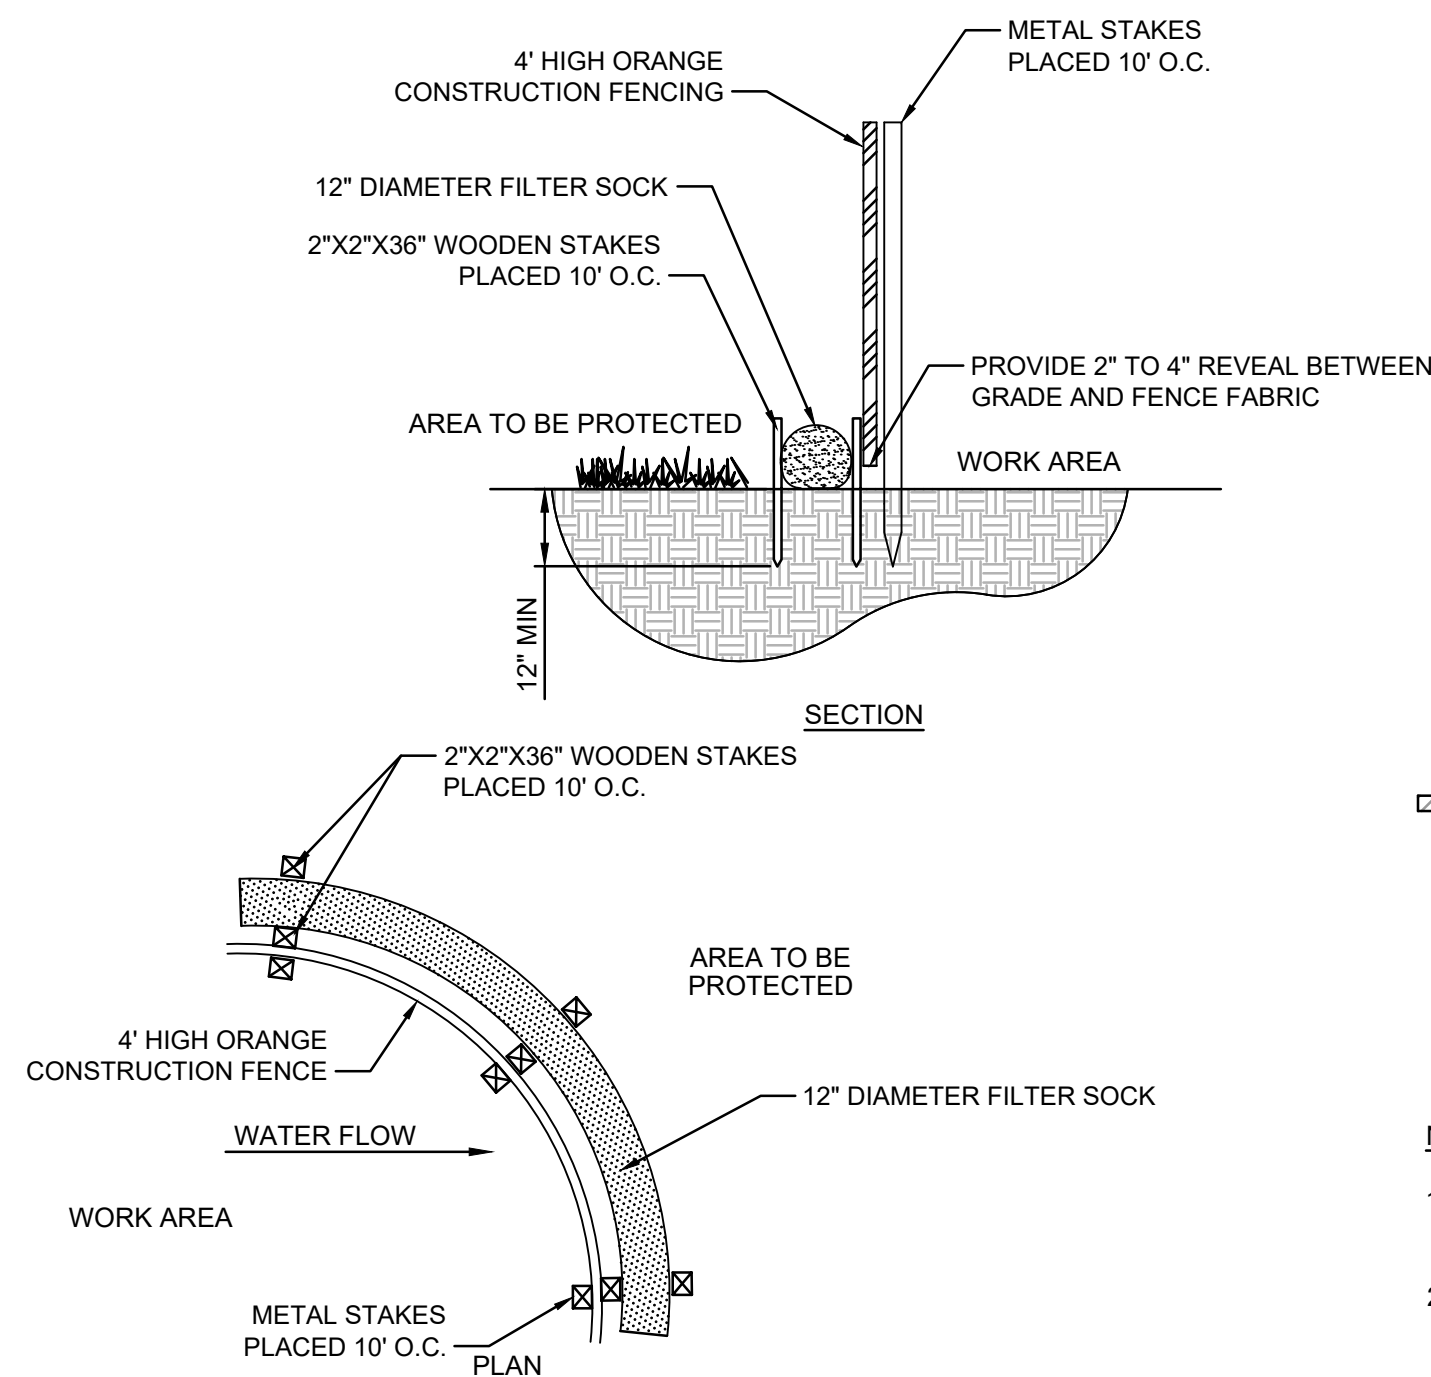 METAL STAKES
PLACED 10' O.C.
4' HIGH ORANGE
CONSTRUCTION FENCING
12" DIAMETER FILTER SOCK
2"X2"X36" WOODEN STAKES
PLACED 10' O.C.
PROVIDE 2" TO 4" REVEAL BETWEEN
GRADE AND FENCE FABRIC
AREA TO BE PROTECTED
WORK AREA
12" MIN
SECTION
2"X2"X36" WOODEN STAKES
PLACED 10' O.C.
AREA TO BE
PROTECTED
4' HIGH ORANGE
CONSTRUCTION FENCE
12" DIAMETER FILTER SOCK
WATER FLOW
WORK AREA
METAL STAKES
PLACED 10' O.C.
PLAN